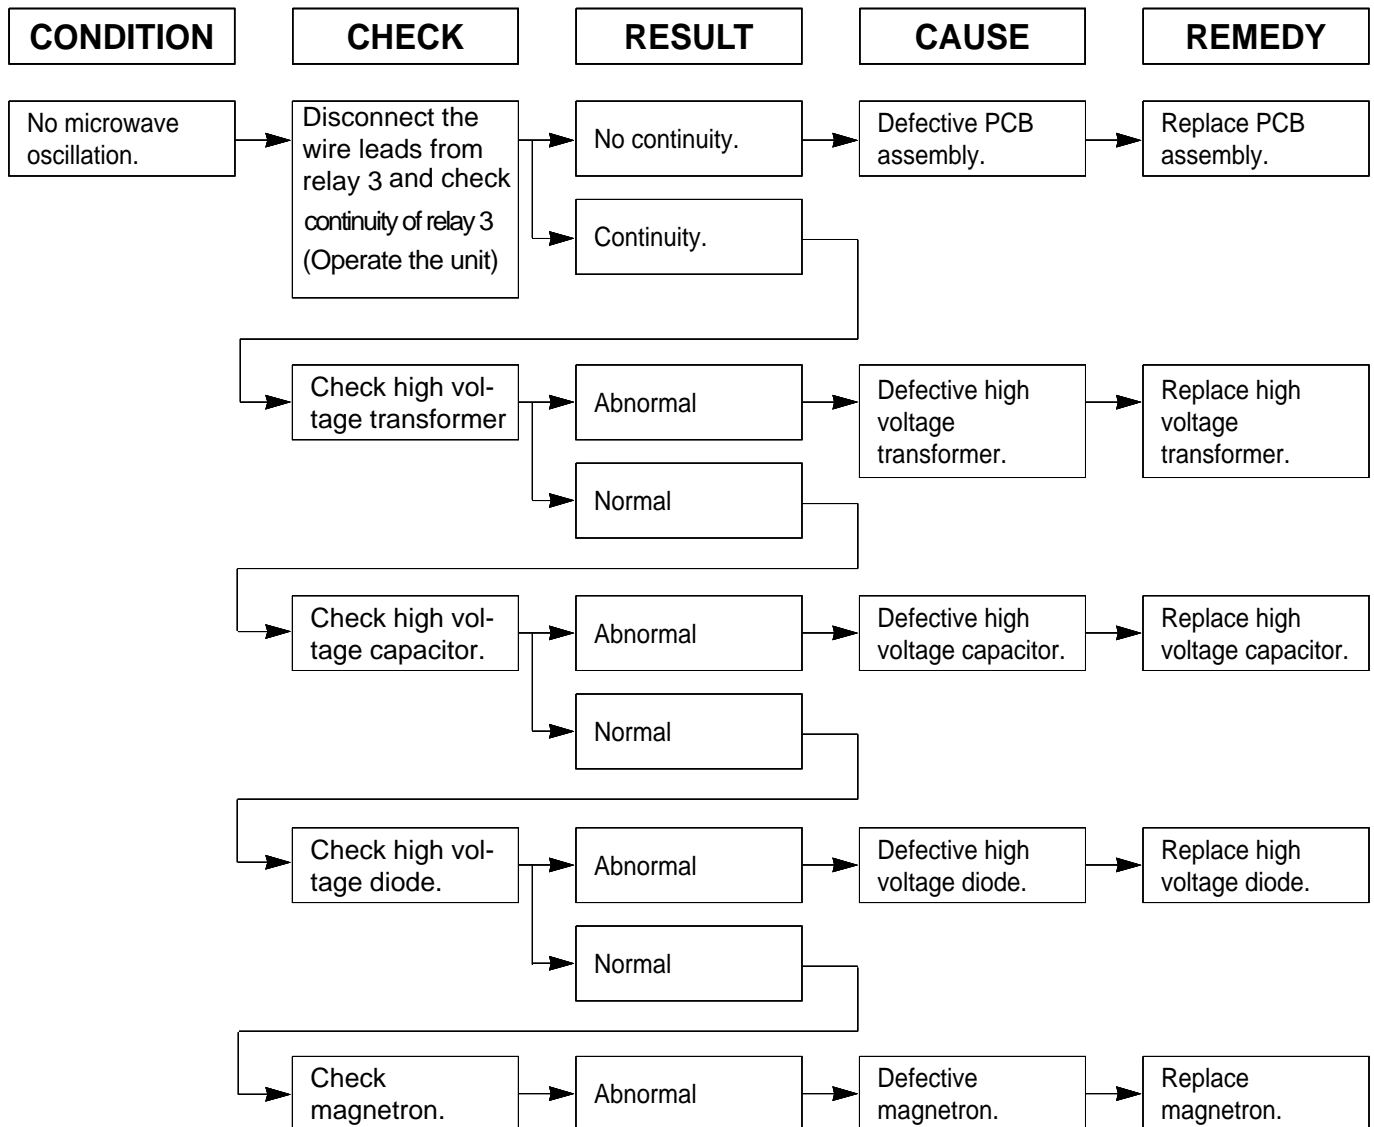 CONDITION
CHECK
RESULT
CAUSE
REMEDY
No microwave
oscillation.
Disconnect the
wire leads from
relay 3 and check
continuity of relay 3
(Operate the unit)
No continuity.
Defective PCB
assembly.
Replace PCB
assembly.
Continuity.
Check high vol-
tage transformer
Abnormal
Defective high
voltage
transformer.
Replace high
voltage
transformer.
Normal
Check high vol-
tage capacitor.
Abnormal
Defective high
voltage capacitor.
Replace high
voltage capacitor.
Normal
Check high vol-
tage diode.
Abnormal
Defective high
voltage diode.
Replace high
voltage diode.
Normal
Check
magnetron.
Abnormal
Defective
magnetron.
Replace
magnetron.